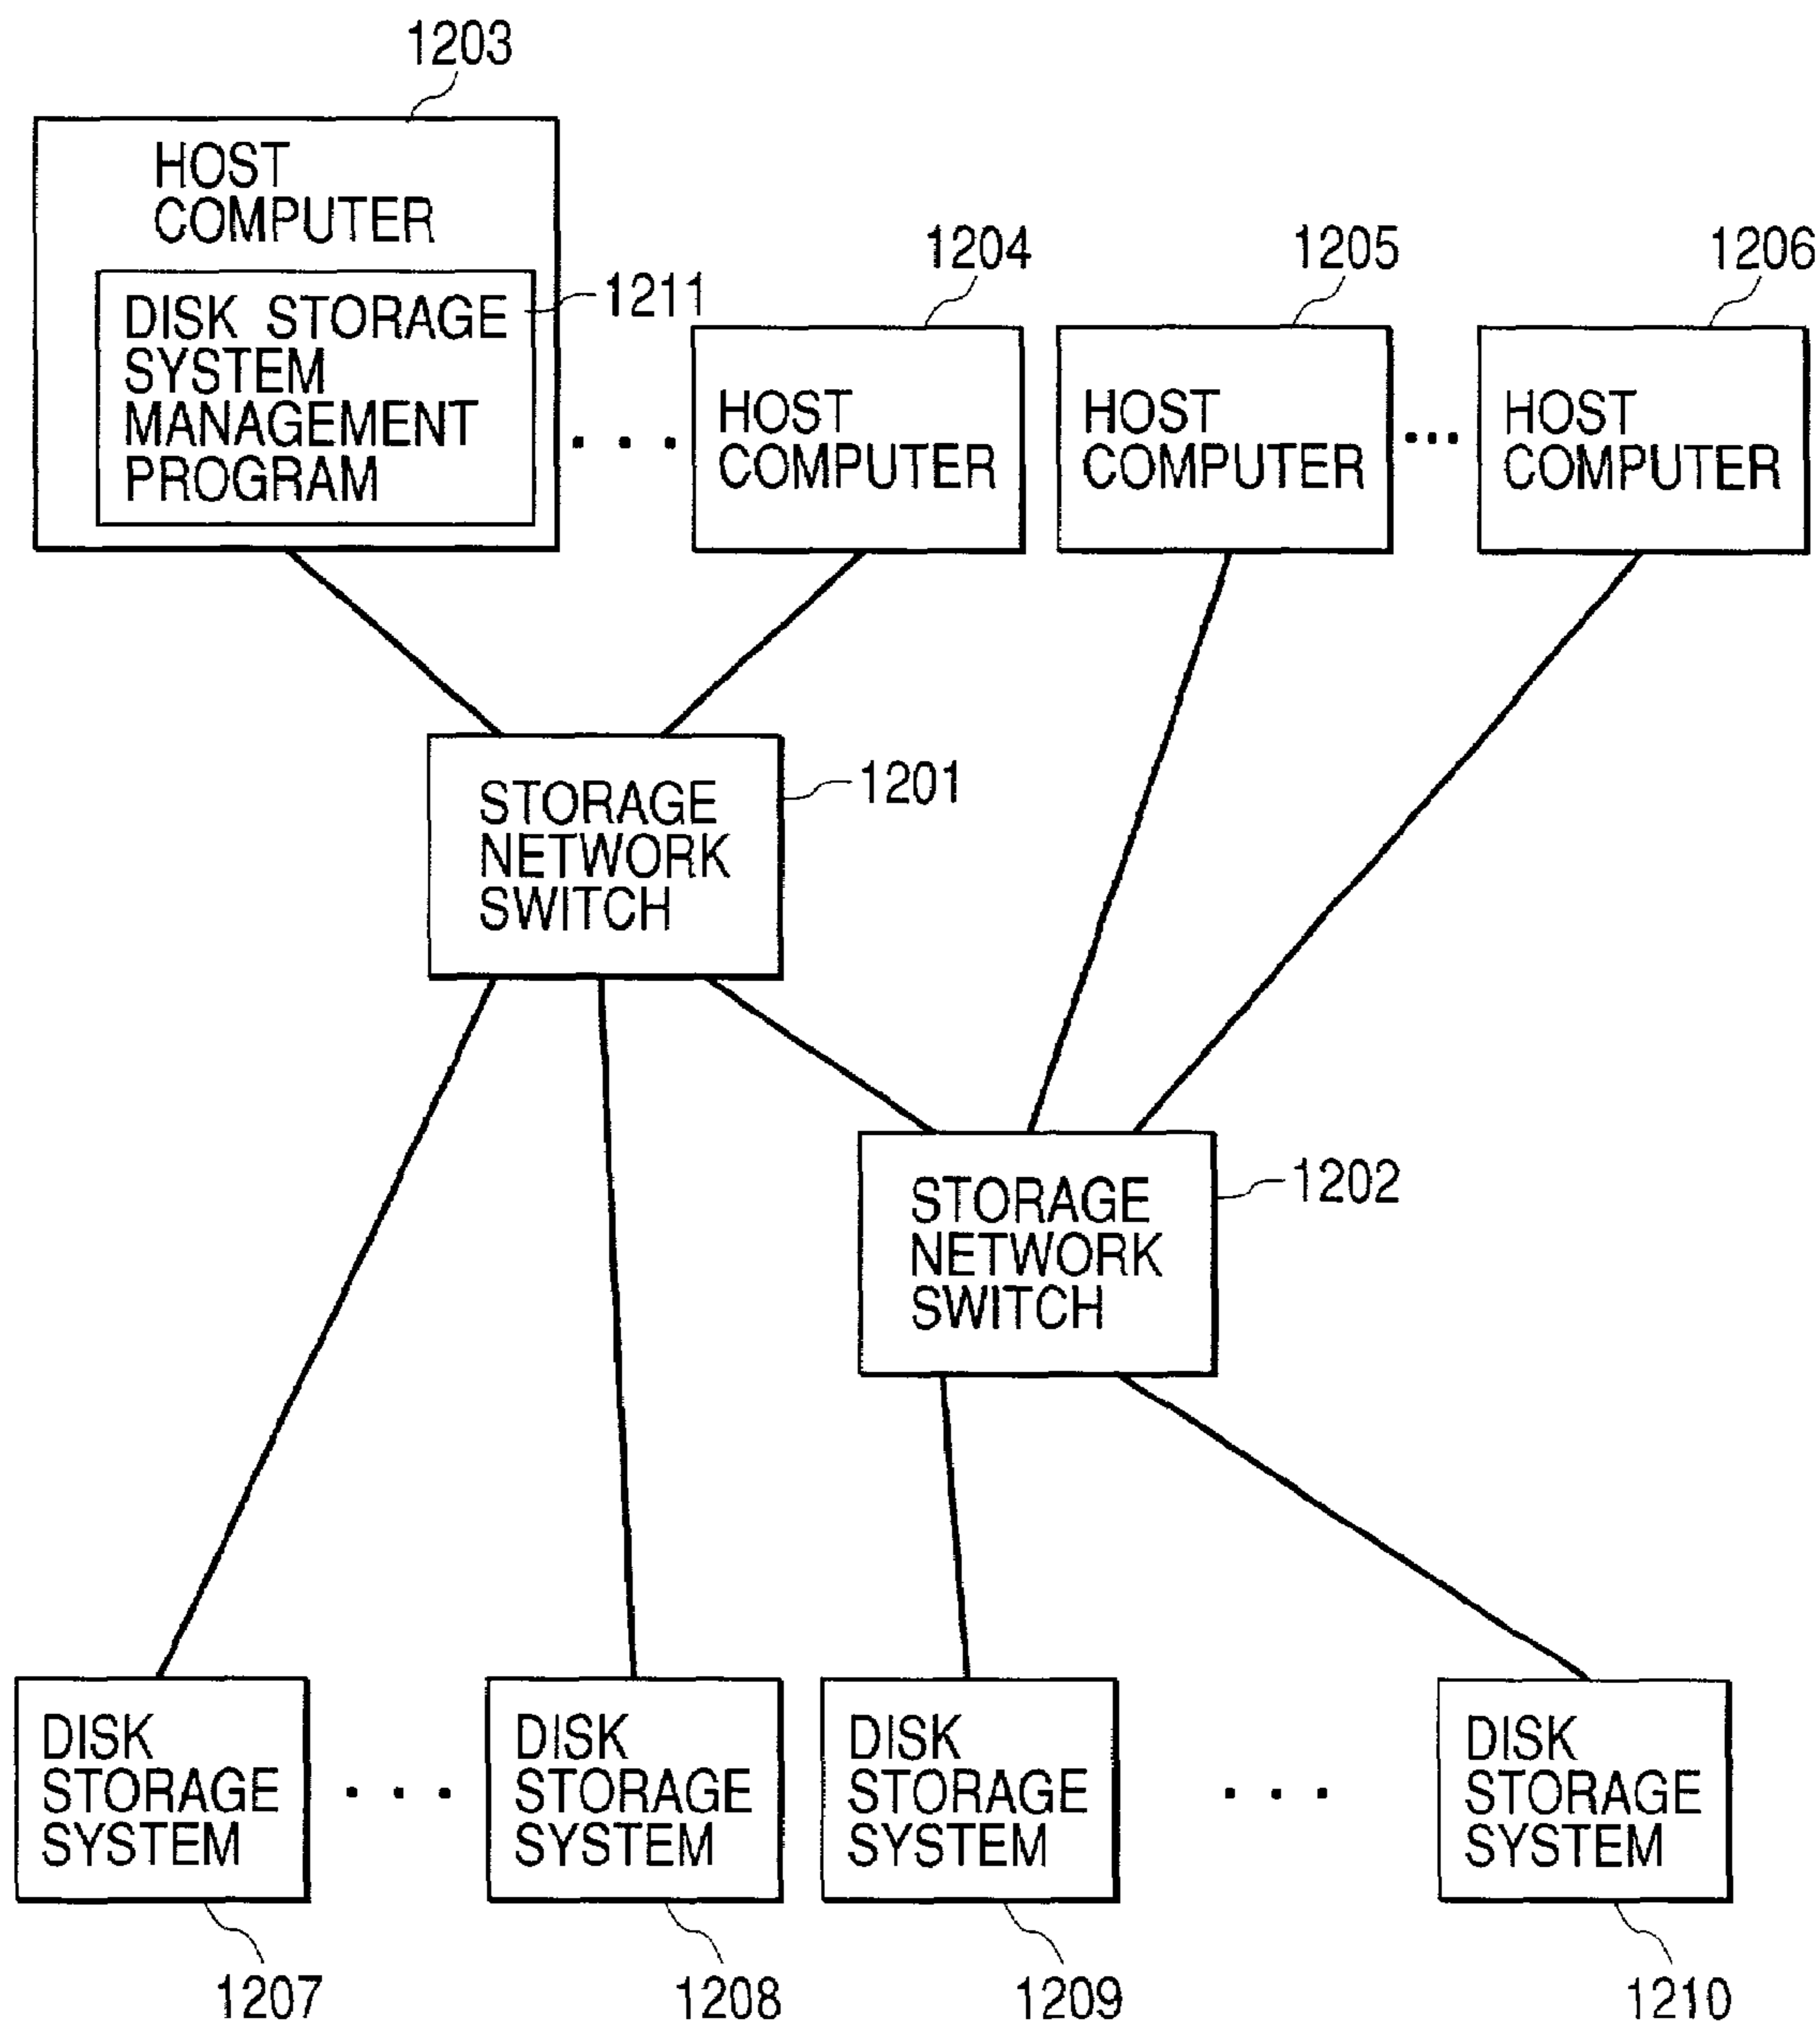 1203
HOST
COMPUTER
DISK STORAGE
SYSTEM
MANAGEMENT
PROGRAM
1211
1204
HOST
COMPUTER
1205
HOST
COMPUTER
1206
HOST
COMPUTER
STORAGE
NETWORK
SWITCH
1201
STORAGE
NETWORK
SWITCH
1202
DISK
STORAGE
SYSTEM
1207
DISK
STORAGE
SYSTEM
1208
DISK
STORAGE
SYSTEM
1209
DISK
STORAGE
SYSTEM
1210